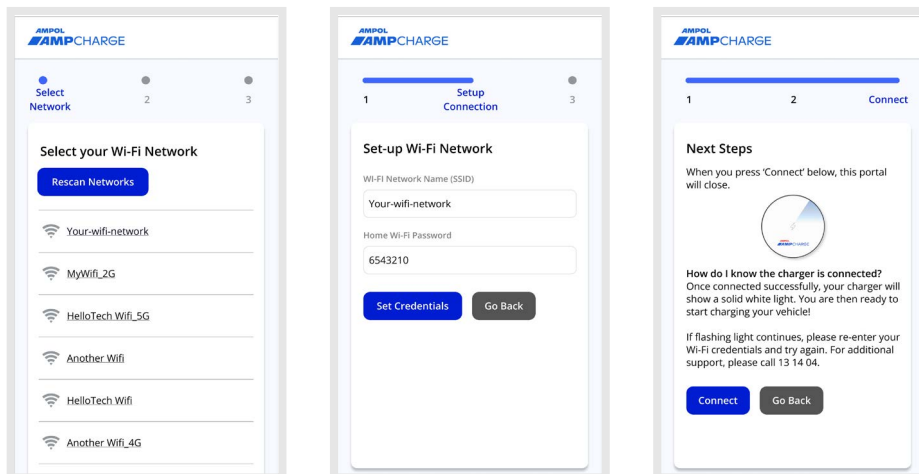 AMPOL
AMPCHARGE
Select
Network
2
3
Select your Wi-Fi Network
Rescan Networks
Your-wifi-network
MyWifi_2G
HelloTech Wifi_5G
Another Wifi
HelloTech Wifi
Another Wifi_4G
AMPOL
AMPCHARGE
1
Setup
Connection
3
Set-up Wi-Fi Network
WI-FI Network Name (SSID)
Your-wifi-network
Home Wi-Fi Password
6543210
Set Credentials
Go Back
AMPOL
AMPCHARGE
1
2
Connect
Next Steps
When you press ‘Connect’ below, this portal
will close.
AMPOL
AMPCHARGE
How do I know the charger is connected?
Once connected successfully, your charger will
show a solid white light. You are then ready to
start charging your vehicle!
If flashing light continues, please re-enter your
Wi-Fi credentials and try again. For additional
support, please call 13 14 04.
Connect
Go Back